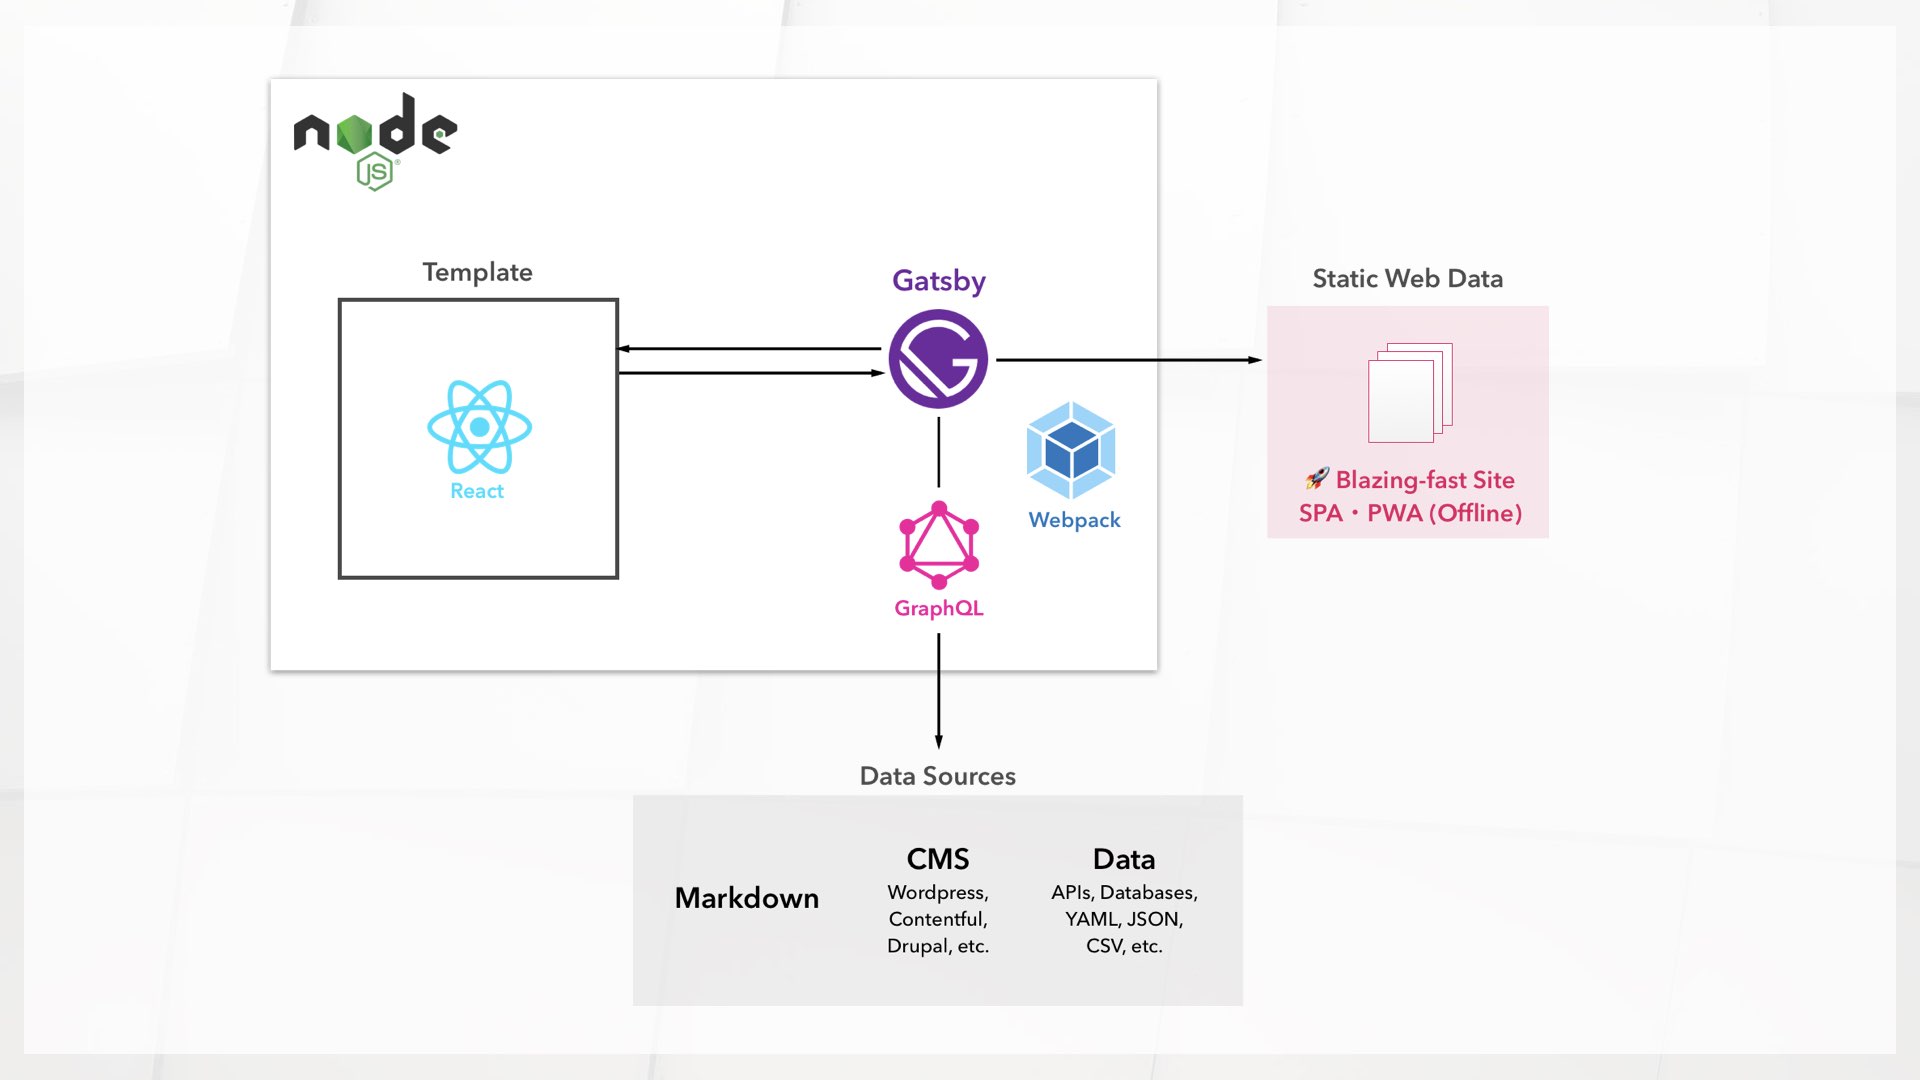 node
JS
Template
React
Gatsby
Webpack
GraphQL
Static Web Data
🚀 Blazing-fast Site
SPA・PWA (Offline)
Data Sources
Markdown
CMS
Wordpress,
Contentful,
Drupal, etc.
Data
APIs, Databases,
YAML, JSON,
CSV, etc.